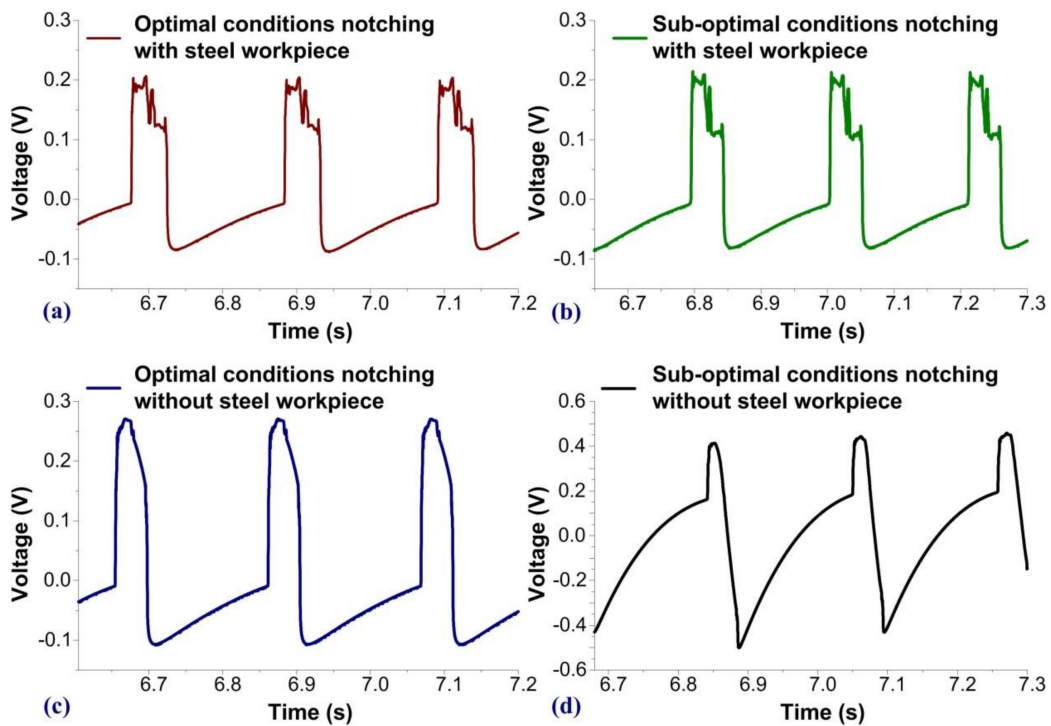 Optimal conditions notching
with steel workpiece
0.3
0.2
0.1
0.0
-0.1
Voltage (V)
6.7
6.8
6.9
7.0
7.1
7.2
Time (s)
(a)
Sub-optimal conditions notching
with steel workpiece
0.3
0.2
0.1
0.0
-0.1
Voltage (V)
6.7
6.8
6.9
7.0
7.1
7.2
7.3
Time (s)
(b)
Optimal conditions notching
without steel workpiece
0.3
0.2
0.1
0.0
-0.1
Voltage (V)
6.7
6.8
6.9
7.0
7.1
7.2
Time (s)
(c)
Sub-optimal conditions notching
without steel workpiece
0.6
0.4
0.2
0.0
-0.2
-0.4
-0.6
Voltage (V)
6.7
6.8
6.9
7.0
7.1
7.2
7.3
Time (s)
(d)